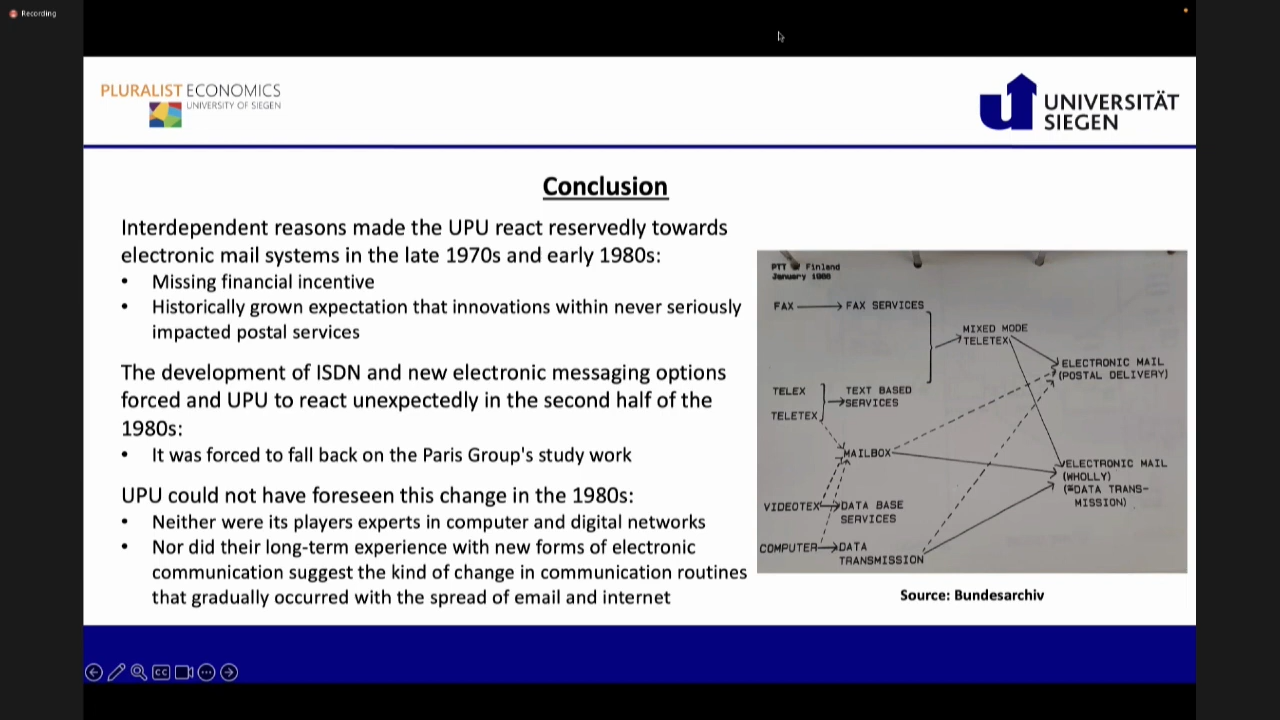 Recording
PLURALIST ECONOMICS
UNIVERSITY OF SIEGEN
UNIVERSITÄT
SIEGEN
Conclusion
Interdependent reasons made the UPU react reservedly towards
electronic mail systems in the late 1970s and early 1980s:
• Missing financial incentive
• Historically grown expectation that innovations within never seriously
impacted postal services
The development of ISDN and new electronic messaging options
forced and UPU to react unexpectedly in the second half of the
1980s:
• It was forced to fall back on the Paris Group's study work
UPU could not have foreseen this change in the 1980s:
• Neither were its players experts in computer and digital networks
• Nor did their long-term experience with new forms of electronic
communication suggest the kind of change in communication routines
that gradually occurred with the spread of email and internet
PTT Finland
January
FAX
FAX SERVICES
MIXED MODE
TELETEX
ELECTRONIC MAIL
(POSTAL DELIVERY)
TELEX
TEXT BASED
SERVICES
TELETEX
MAILBOX
ELECTRONIC MAIL
(WHOLLY)
(=DATA TRANS-
MISSION)
VIDEOTEX
DATA BASE
SERVICES
COMPUTER
DATA
TRANSMISSION
Source: Bundesarchiv
CC